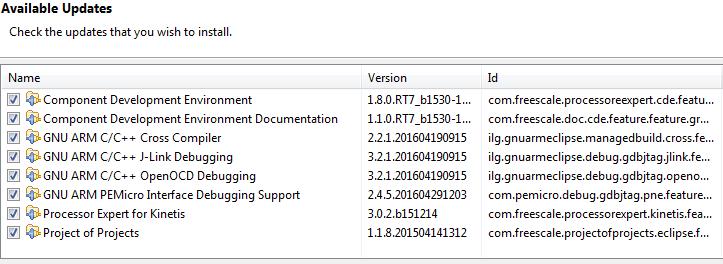 Available Updates
Check the updates that you wish to install.
Name Version Id
Component Development Environment 1.8.0.RT7_b1530-1... com.freescale.processoreexpert.cde.featu...
Component Development Environment Documentation 1.1.0.RT7_b1530-1... com.freescale.doc.cde.feature.feature.gr...
GNU ARM C/C++ Cross Compiler 2.2.1.201604190915 ilg.gnuarmeclipse.managedbuild.cross.fe...
GNU ARM C/C++ J-Link Debugging 3.2.1.201604190915 ilg.gnuarmeclipse.debug.gdbjtag.jlink.fe...
GNU ARM C/C++ OpenOCD Debugging 3.2.1.201604190915 ilg.gnuarmeclipse.debug.gdbjtag.openo...
GNU ARM PEMicro Interface Debugging Support 2.4.5.201604291203 com.pemicro.debug.gdbjtag.pne.feature...
Processor Expert for Kinetis 3.0.2.b151214 com.freescale.processorexpert.kinetis.fea...
Project of Projects 1.1.8.201504141312 com.freescale.projectofprojects.eclipse.f...